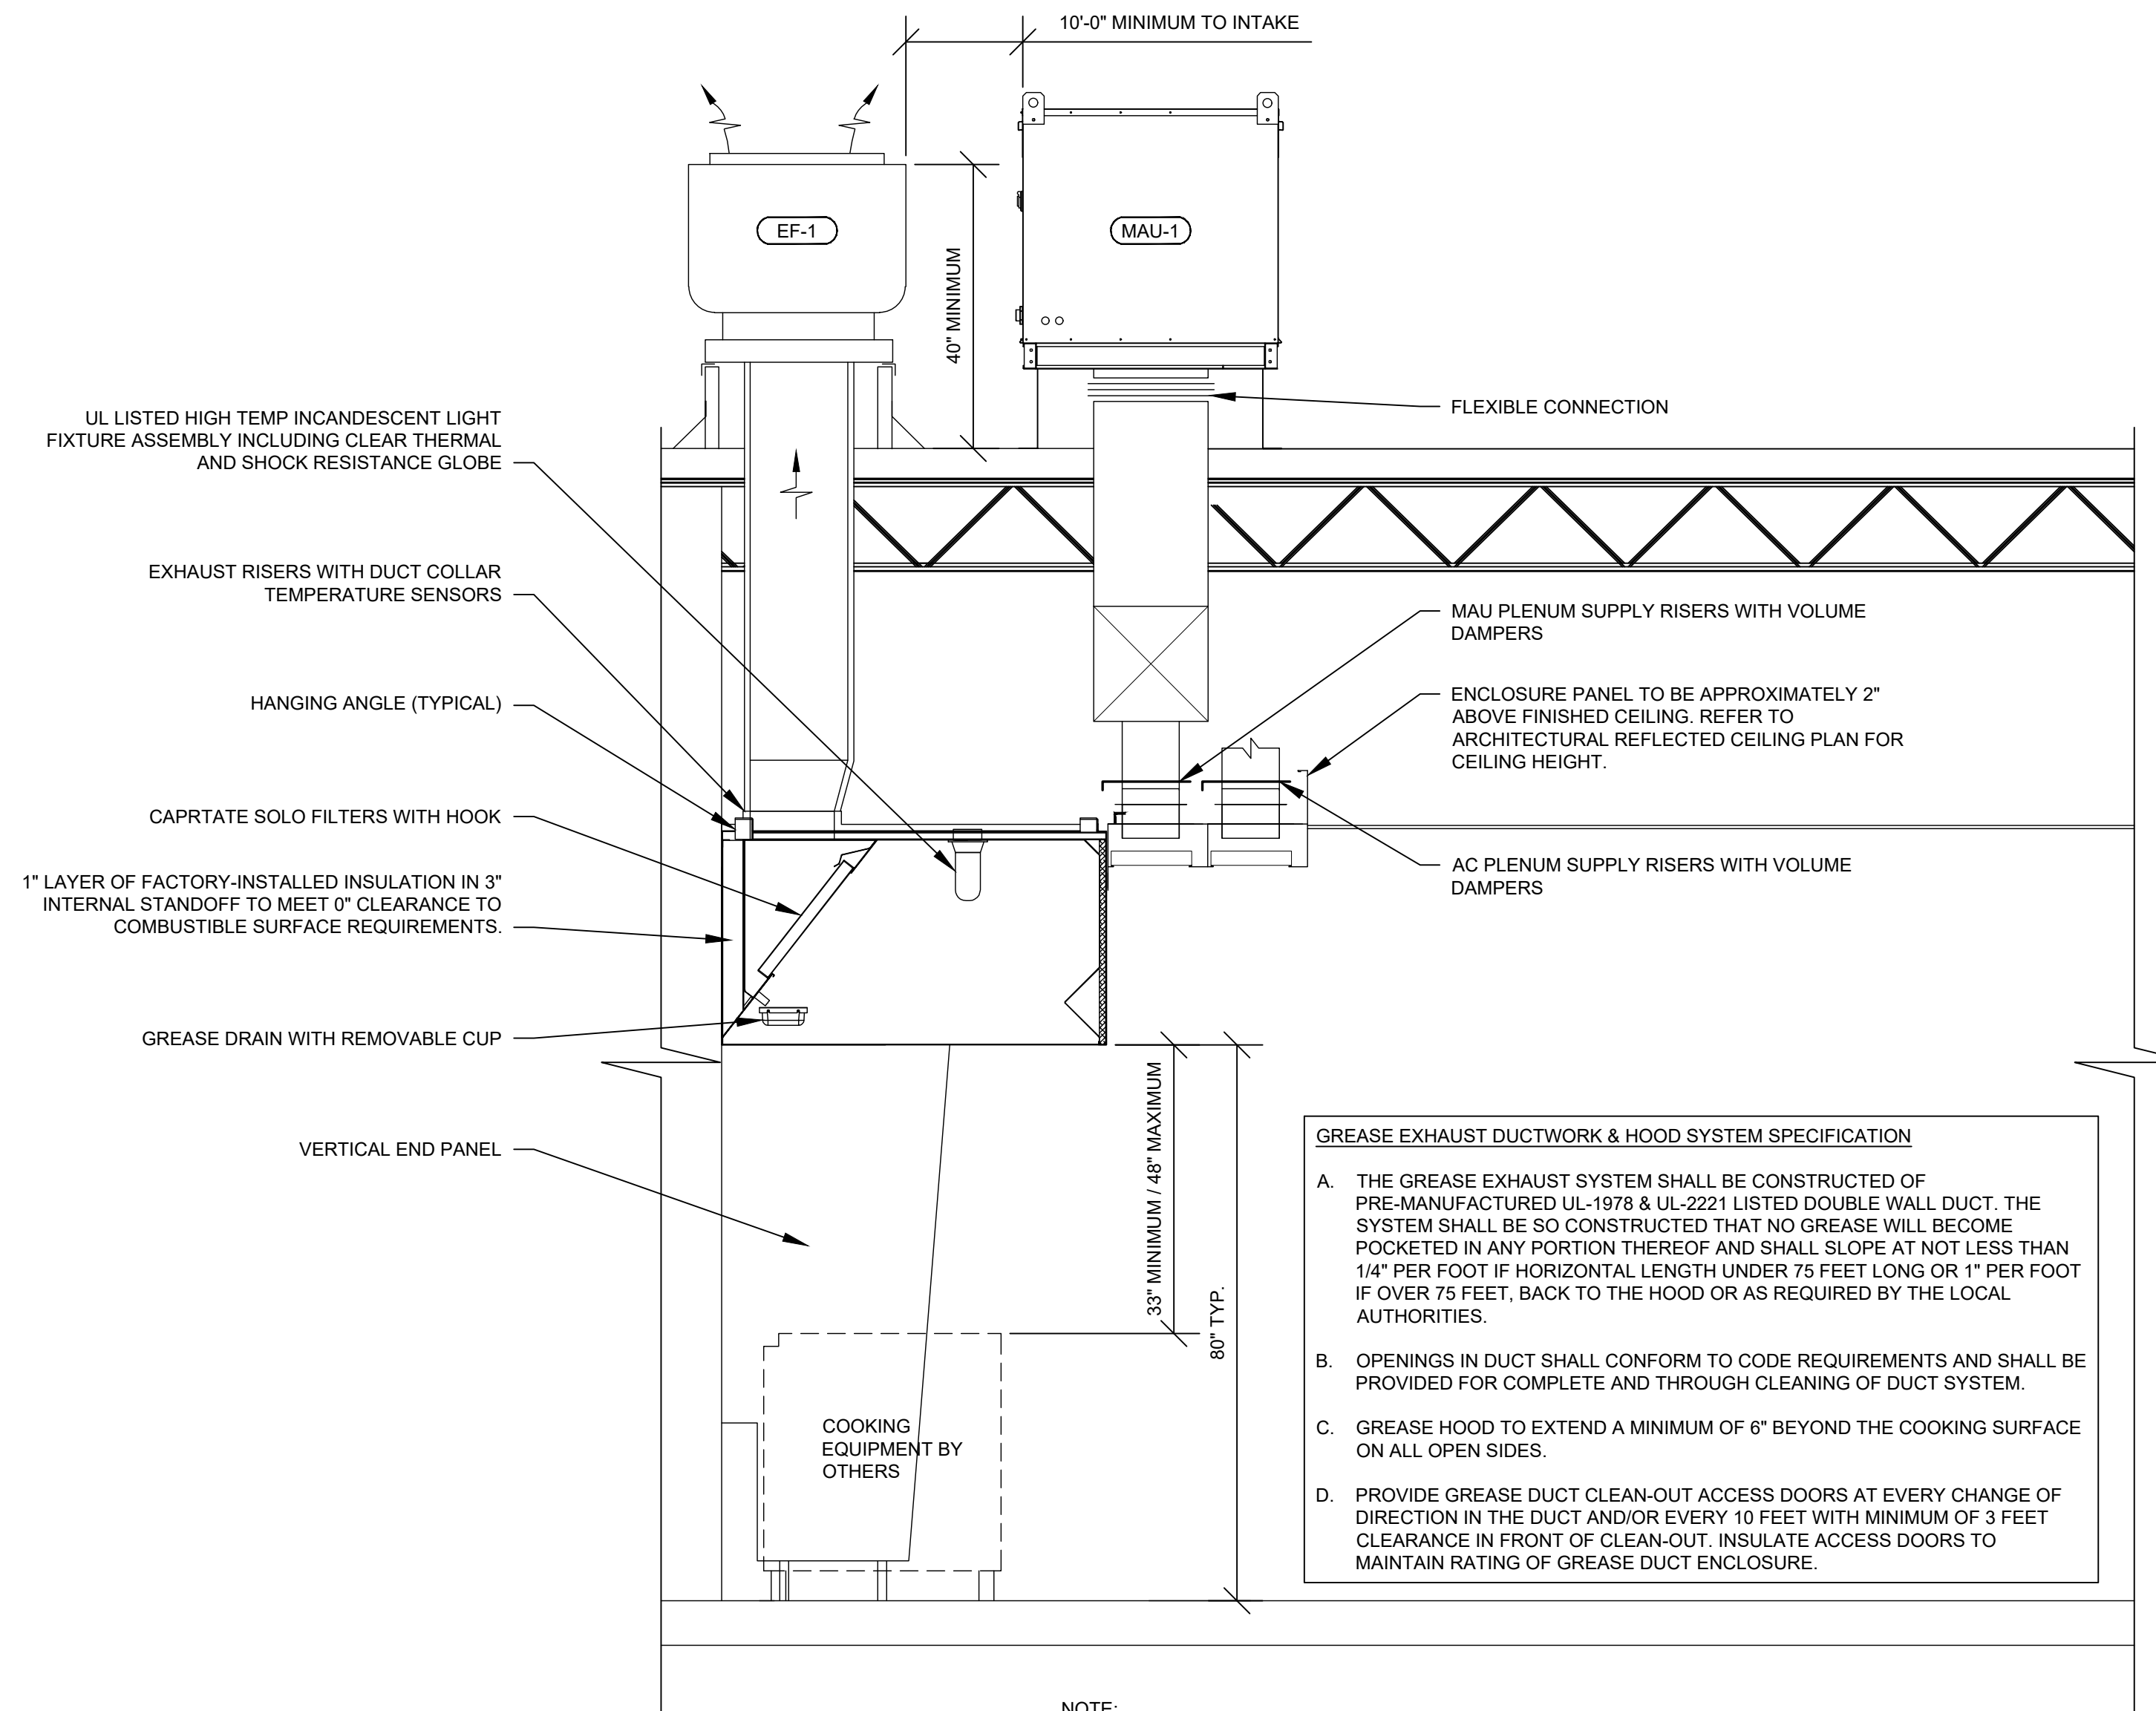 10'-0" MINIMUM TO INTAKE
EF-1
MAU-1
40" MINIMUM
FLEXIBLE CONNECTION
UL LISTED HIGH TEMP INCANDESCENT LIGHT
FIXTURE ASSEMBLY INCLUDING CLEAR THERMAL
AND SHOCK RESISTANCE GLOBE
EXHAUST RISERS WITH DUCT COLLAR
TEMPERATURE SENSORS
MAU PLENUM SUPPLY RISERS WITH VOLUME
DAMPERS
HANGING ANGLE (TYPICAL)
ENCLOSURE PANEL TO BE APPROXIMATELY 2"
ABOVE FINISHED CEILING. REFER TO
ARCHITECTURAL REFLECTED CEILING PLAN FOR
CEILING HEIGHT.
CAPRTATE SOLO FILTERS WITH HOOK
AC PLENUM SUPPLY RISERS WITH VOLUME
DAMPERS
1" LAYER OF FACTORY-INSTALLED INSULATION IN 3"
INTERNAL STANDOFF TO MEET 0" CLEARANCE TO
COMBUSTIBLE SURFACE REQUIREMENTS.
GREASE DRAIN WITH REMOVABLE CUP
VERTICAL END PANEL
33" MINIMUM / 48" MAXIMUM
80" TYP.
COOKING
EQUIPMENT BY
OTHERS
GREASE EXHAUST DUCTWORK & HOOD SYSTEM SPECIFICATION
A. THE GREASE EXHAUST SYSTEM SHALL BE CONSTRUCTED OF
PRE-MANUFACTURED UL-1978 & UL-2221 LISTED DOUBLE WALL DUCT. THE
SYSTEM SHALL BE SO CONSTRUCTED THAT NO GREASE WILL BECOME
POCKETED IN ANY PORTION THEREOF AND SHALL SLOPE AT NOT LESS THAN
1/4" PER FOOT IF HORIZONTAL LENGTH UNDER 75 FEET LONG OR 1" PER FOOT
IF OVER 75 FEET, BACK TO THE HOOD OR AS REQUIRED BY THE LOCAL
AUTHORITIES.
B. OPENINGS IN DUCT SHALL CONFORM TO CODE REQUIREMENTS AND SHALL BE
PROVIDED FOR COMPLETE AND THROUGH CLEANING OF DUCT SYSTEM.
C. GREASE HOOD TO EXTEND A MINIMUM OF 6" BEYOND THE COOKING SURFACE
ON ALL OPEN SIDES.
D. PROVIDE GREASE DUCT CLEAN-OUT ACCESS DOORS AT EVERY CHANGE OF
DIRECTION IN THE DUCT AND/OR EVERY 10 FEET WITH MINIMUM OF 3 FEET
CLEARANCE IN FRONT OF CLEAN-OUT. INSULATE ACCESS DOORS TO
MAINTAIN RATING OF GREASE DUCT ENCLOSURE.
NOTE: